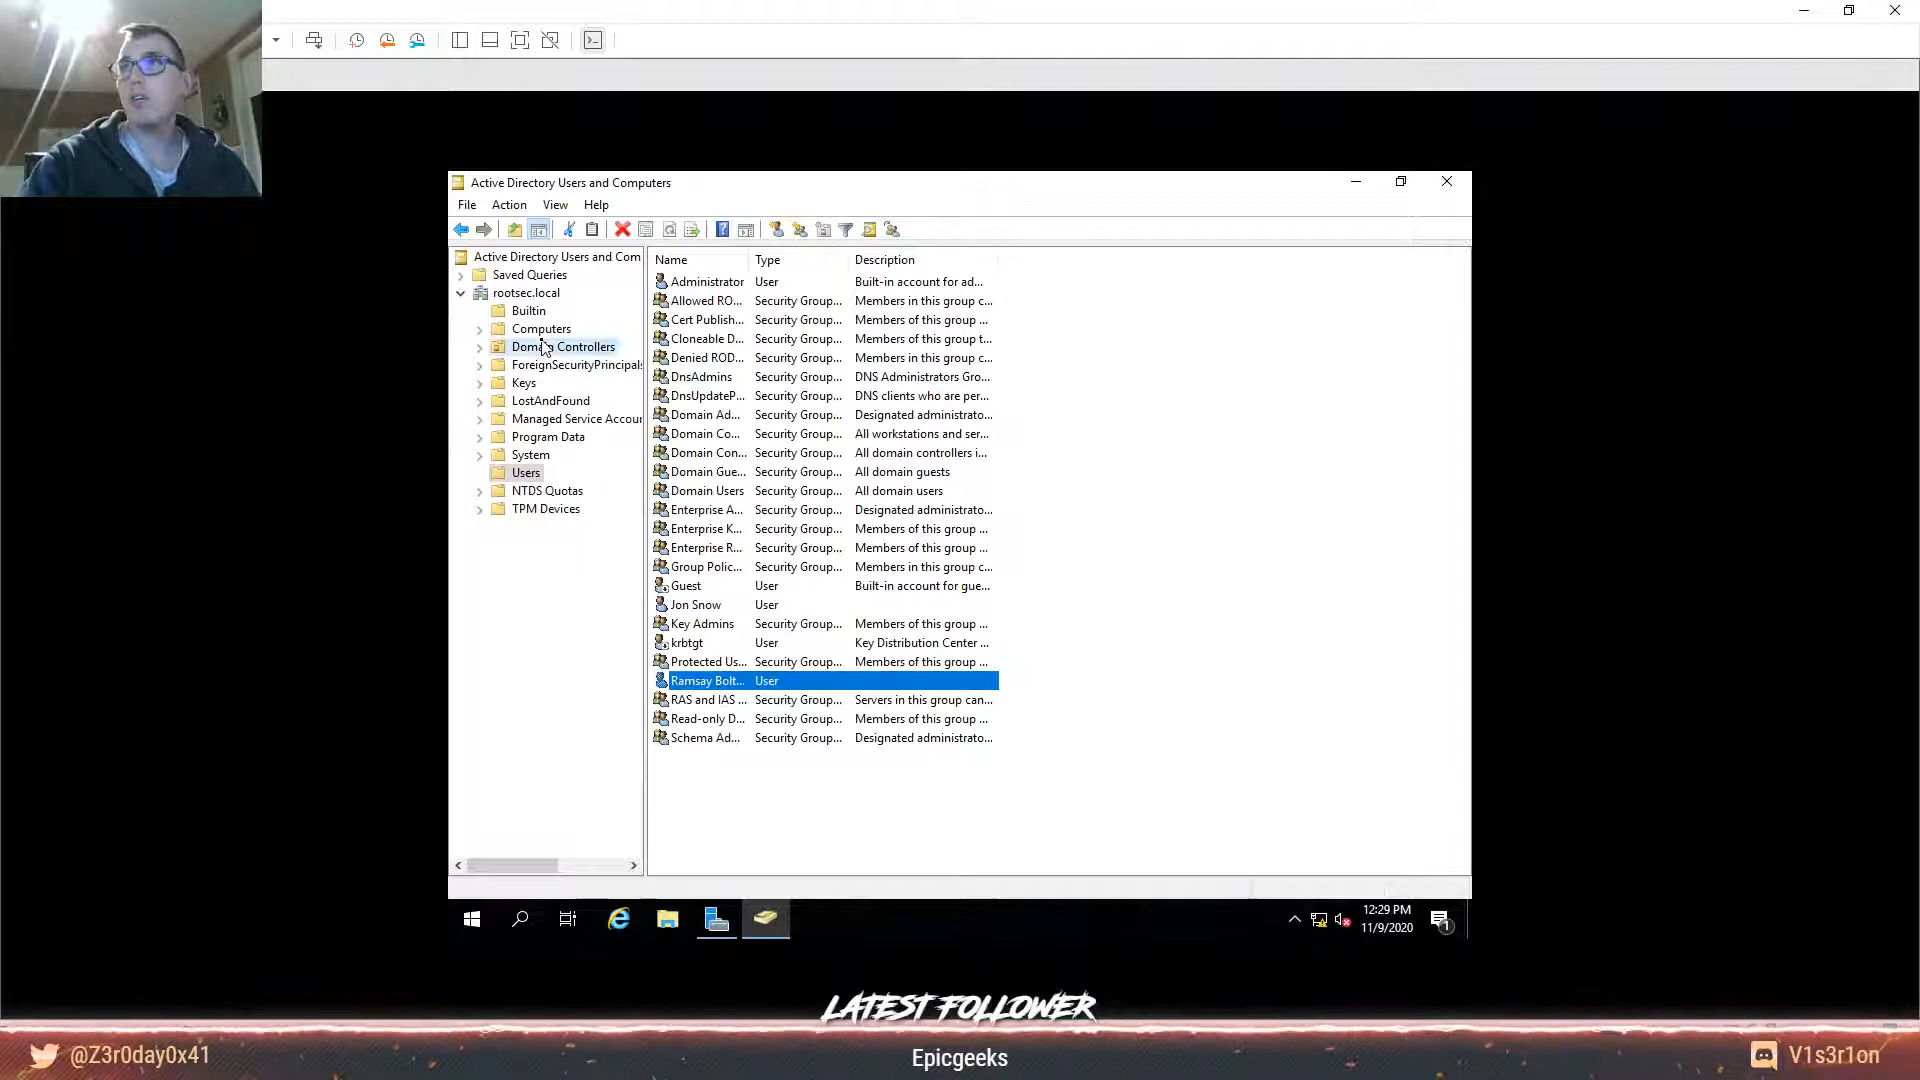 Active Directory Users and Computers
File Action View Help
Active Directory Users and Com
Saved Queries
rootsec.local
Builtin
Computers
Domain Controllers
ForeignSecurityPrincipals
Keys
LostAndFound
Managed Service Accour
Program Data
System
Users
NTDS Quotas
TPM Devices
Name Type Description
Administrator User Built-in account for ad...
Allowed RO... Security Group... Members in this group c...
Cert Publish... Security Group... Members of this group ...
Cloneable D... Security Group... Members of this group t...
Denied ROD... Security Group... Members in this group c...
DnsAdmins Security Group... DNS Administrators Gro...
DnsUpdateP... Security Group... DNS clients who are per...
Domain Ad... Security Group... Designated administrato...
Domain Co... Security Group... All workstations and ser...
Domain Con... Security Group... All domain controllers i...
Domain Gue... Security Group... All domain guests
Domain Users Security Group... All domain users
Enterprise A... Security Group... Designated administrato...
Enterprise K... Security Group... Members of this group ...
Enterprise R... Security Group... Members of this group ...
Group Polic... Security Group... Members in this group c...
Guest User Built-in account for gue...
Jon Snow User
Key Admins Security Group... Members of this group ...
krbtgt User Key Distribution Center ...
Protected Us... Security Group... Members of this group ...
Ramsay Bolt... User
RAS and IAS ... Security Group... Servers in this group can...
Read-only D... Security Group... Members of this group ...
Schema Ad... Security Group... Designated administrato...
12:29 PM
11/9/2020
1
LATEST FOLLOWER
@Z3r0day0x41
Epicgeeks
V1s3r1on